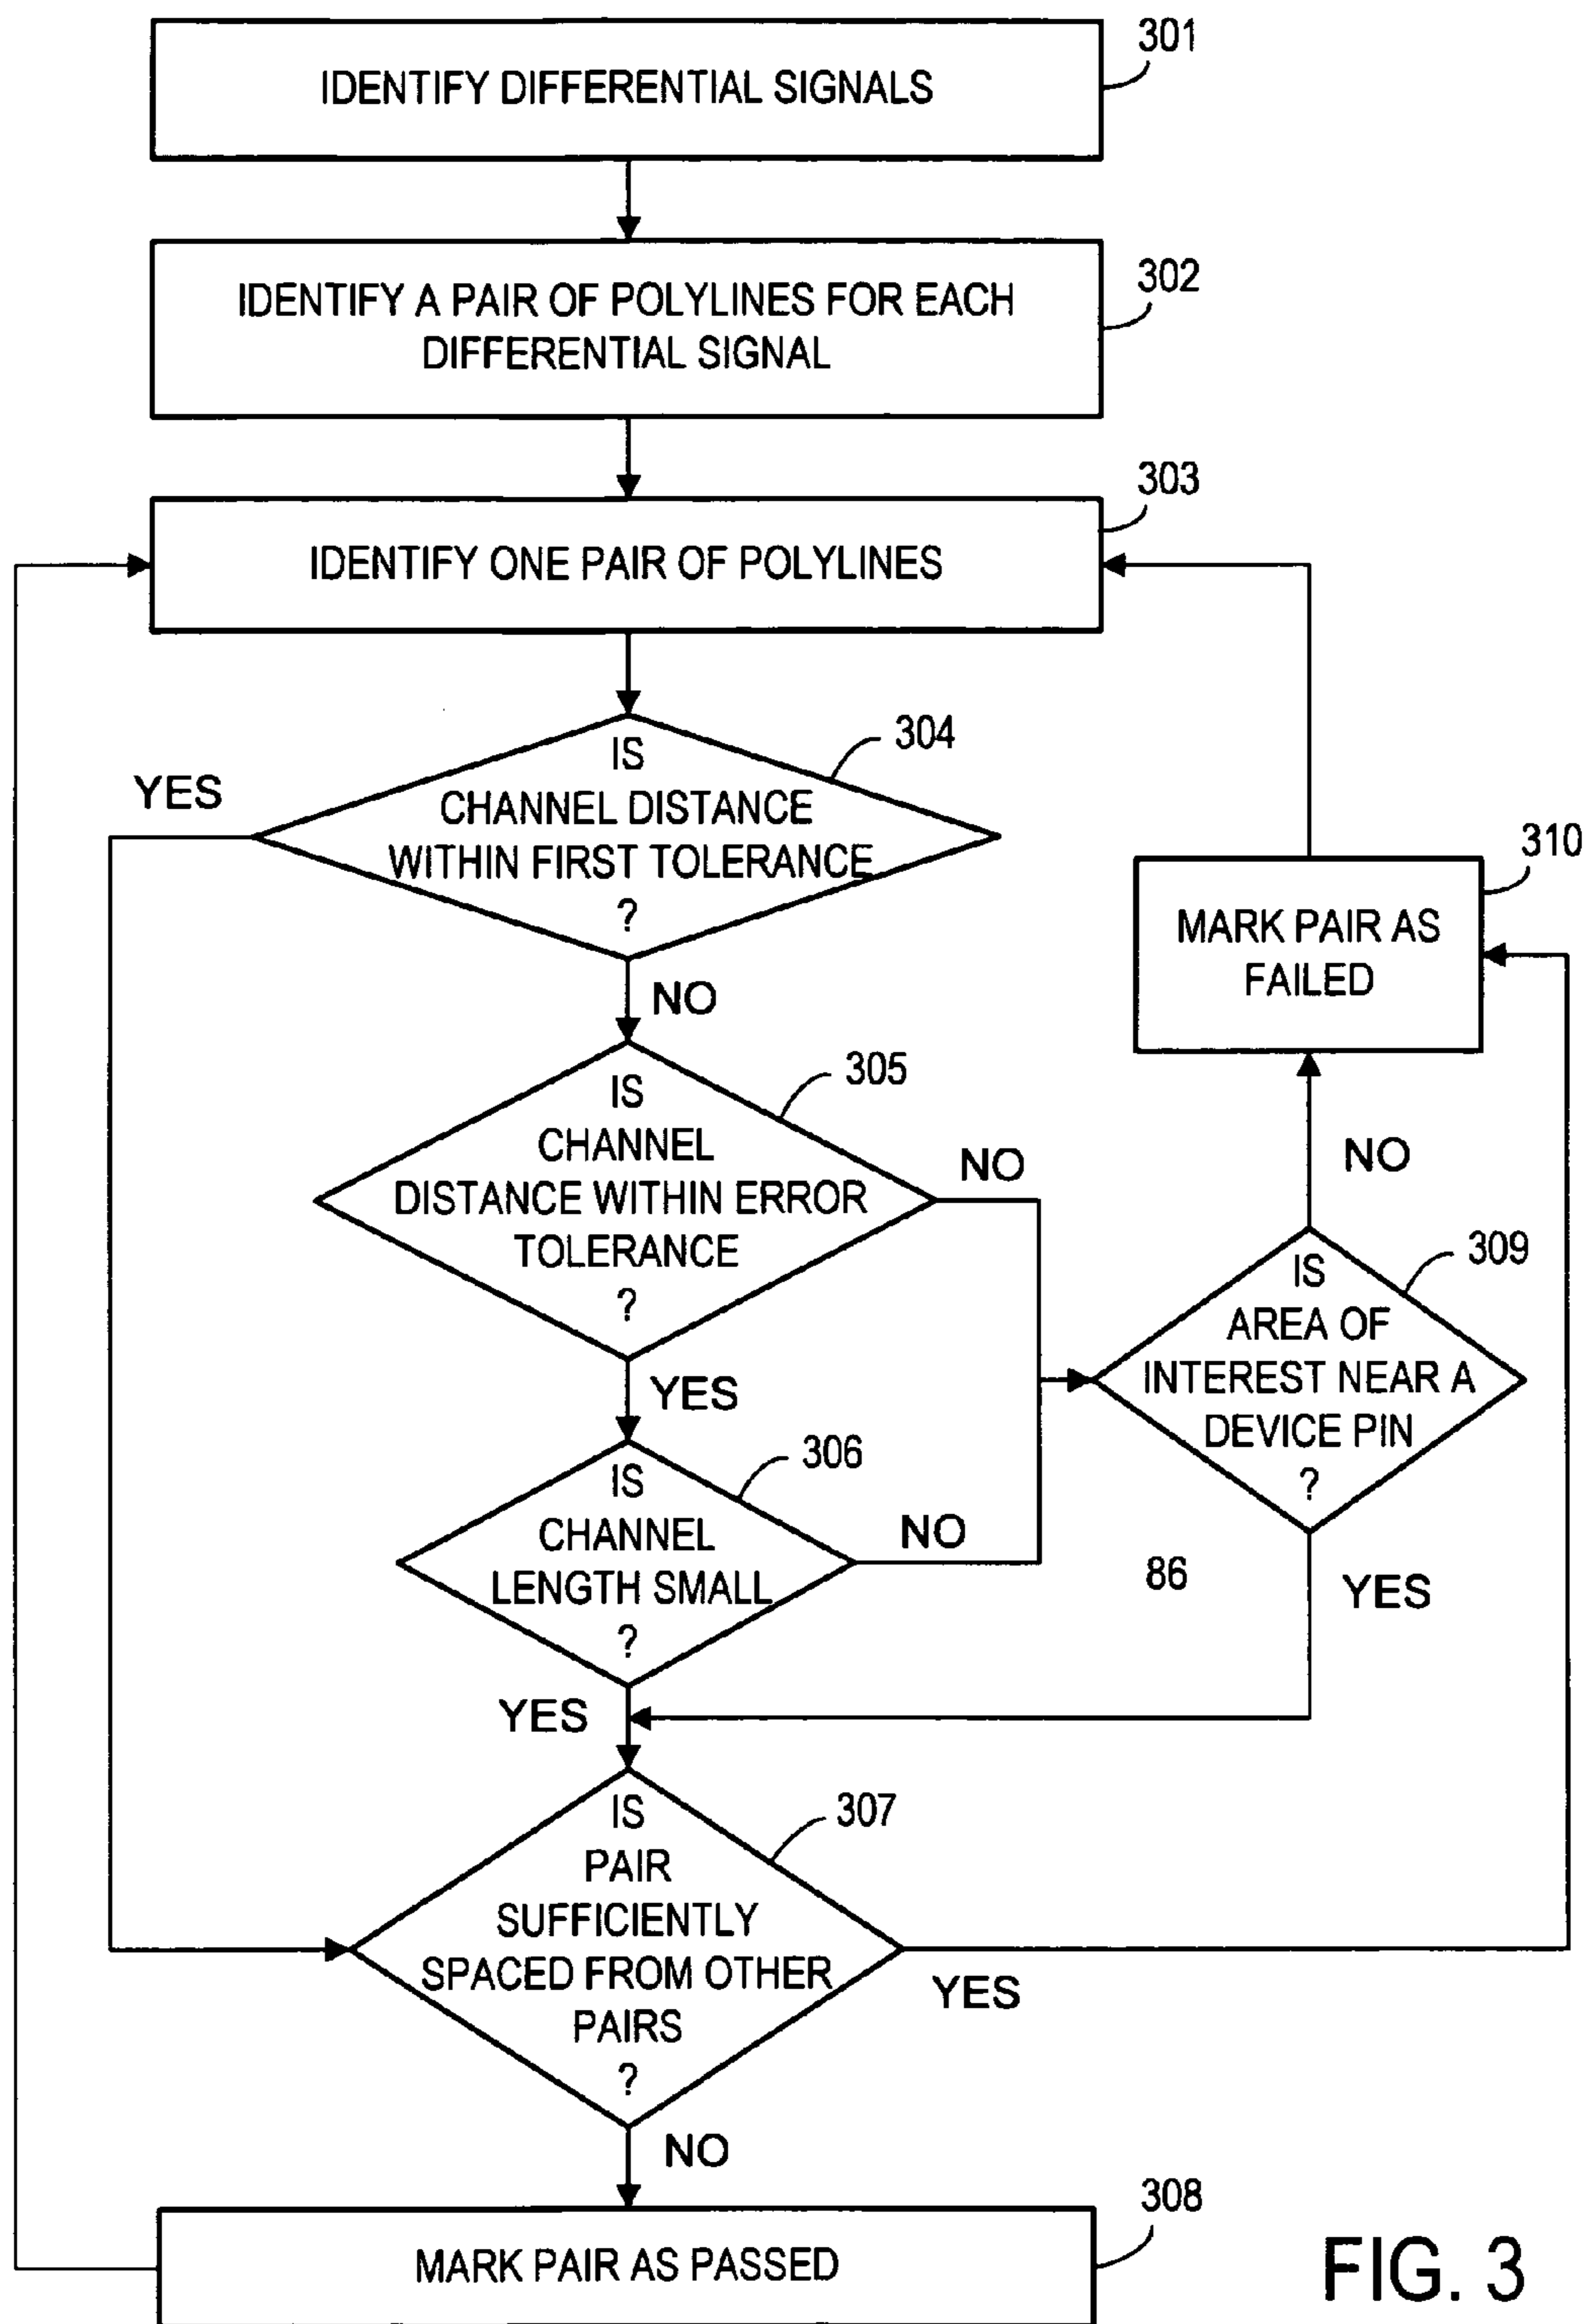 301
IDENTIFY DIFFERENTIAL SIGNALS
302
IDENTIFY A PAIR OF POLYLINES FOR EACH
DIFFERENTIAL SIGNAL
303
IDENTIFY ONE PAIR OF POLYLINES
304
IS
CHANNEL DISTANCE
WITHIN FIRST TOLERANCE
?
YES
NO
310
MARK PAIR AS
FAILED
305
IS
CHANNEL
DISTANCE WITHIN ERROR
TOLERANCE
?
NO
YES
NO
309
IS
AREA OF
INTEREST NEAR A
DEVICE PIN
?
306
IS
CHANNEL
LENGTH SMALL
?
NO
86
YES
YES
307
IS
PAIR
SUFFICIENTLY
SPACED FROM OTHER
PAIRS
?
YES
NO
308
MARK PAIR AS PASSED
FIG. 3